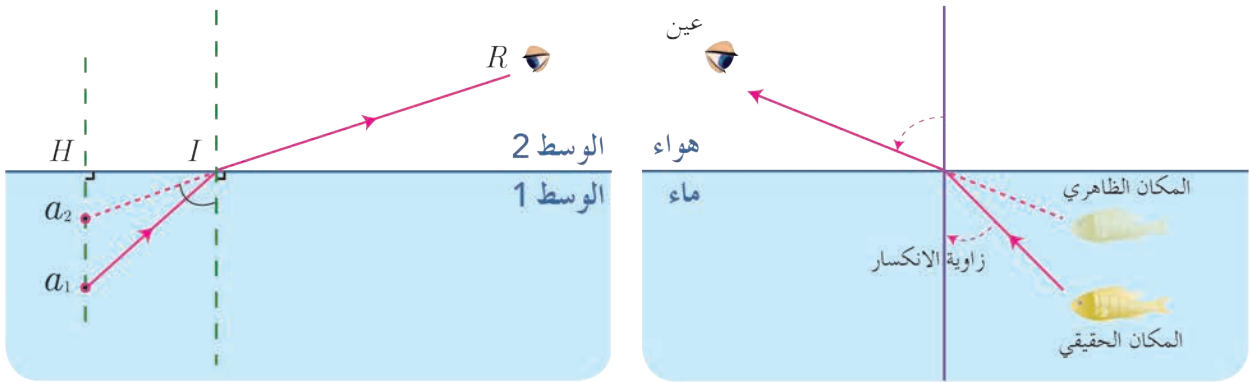 عين
هواء
ماء
المكان الظاهري
زاوية الانكسار
المكان الحقيقي
R
H
I
الوسط 2
الوسط 1
a2
a1